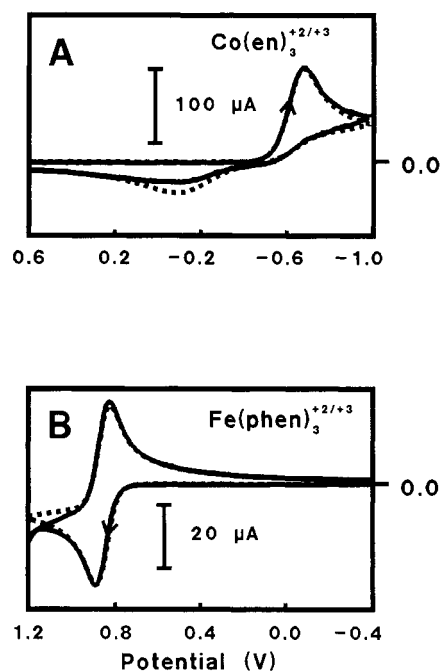 A
Co(en)₃⁺²/⁺³
100 μA
0.0
0.6 0.2 -0.2 -0.6 -1.0
B
Fe(phen)₃⁺²/⁺³
0.0
20 μA
1.2 0.8 0.4 0.0 -0.4
Potential (V)